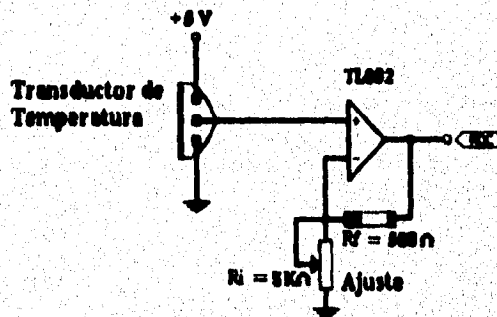 +5 V
Transductor de
Temperatura
TL082
Ri = 5KΩ
Ajuste